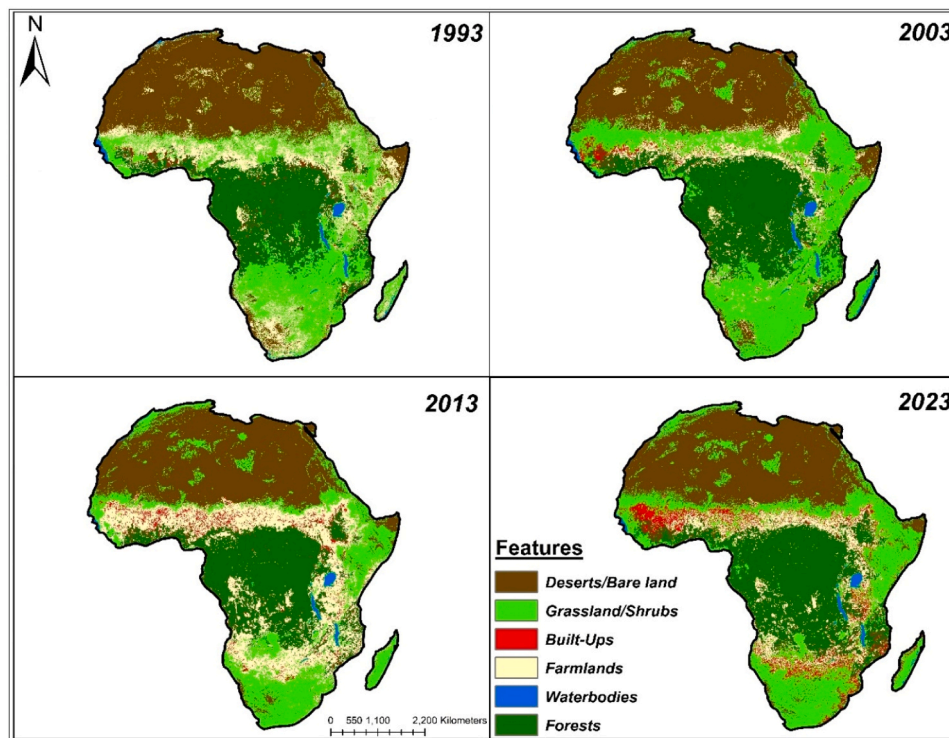 N
1993
2003
2013
2023
Features
Deserts/Bare land
Grassland/Shrubs
Built-Ups
Farmlands
Waterbodies
Forests
0 550 1,100 2,200 Kilometers